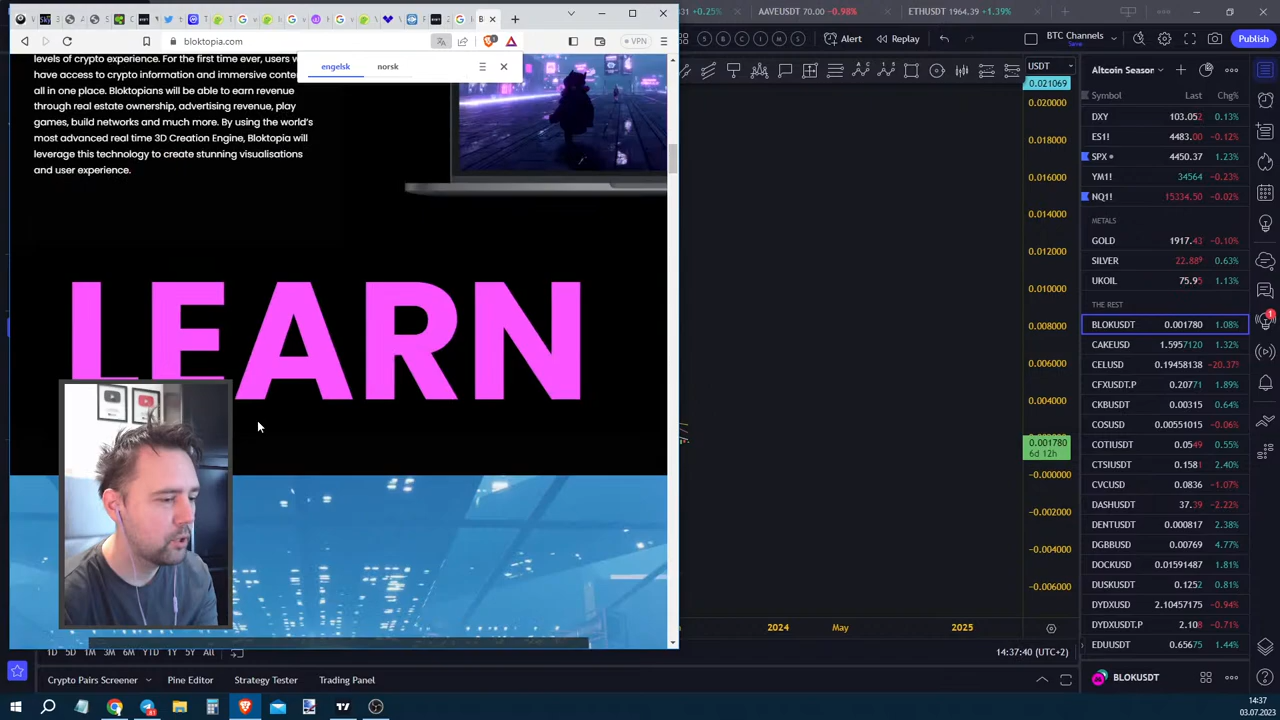 31 +0.25%
AAVEUSDT 70.00 −0.98%
ETHUSDT 1964.39 +1.39%
bloktopia.com
VPN
Alert
Replay
BTC Channels
Save
Publish
engelsk
norsk
levels of crypto experience. For the first time ever, users w
have access to crypto information and immersive conte
all in one place. Bloktopians will be able to earn revenue
through real estate ownership, advertising revenue, play
games, build networks and much more. By using the world's
most advanced real time 3D Creation Engine, Bloktopia will
leverage this technology to create stunning visualisations
and user experience.
LEARN
USDT
0.021069
0.020000
0.018000
0.016000
0.014000
0.012000
0.010000
0.008000
0.006000
0.004000
0.001780
6d 12h
−0.000000
−0.002000
−0.004000
−0.006000
2024
May
2025
Altcoin Season
Symbol Last Chg%
DXY 103.052 0.13%
ES1! 4483.00 −0.12%
SPX 4450.37 1.23%
YM1! 34564 −0.23%
NQ1! 15334.50 −0.02%
METALS
GOLD 1917.43 −0.10%
SILVER 22.889 0.63%
UKOIL 75.95 1.13%
THE REST
BLOKUSDT 0.001780 1.08%
CAKEUSD 1.5957120 1.32%
CELUSD 0.19458138 −20.37%
CFXUSDT.P 0.20771 1.89%
CKBUSDT 0.00315 0.64%
COSUSD 0.00551015 −0.06%
COTIUSDT 0.0549 0.55%
CTSIUSDT 0.1581 2.40%
CVCUSD 0.0836 −1.07%
DASHUSDT 37.39 −2.22%
DENTUSDT 0.000817 2.38%
DGBBUSD 0.00769 4.77%
DOCKUSD 0.01591487 1.81%
DUSKUSDT 0.1252 0.81%
DYDXUSD 2.10457175 −0.94%
DYDXUSDT.P 2.108 −0.71%
EDUUSDT 0.65675 1.44%
1D 5D 1M 3M 6M YTD 1Y 5Y All
14:37:40 (UTC+2)
Crypto Pairs Screener
Pine Editor
Strategy Tester
Trading Panel
BLOKUSDT
14:37
03.07.2023